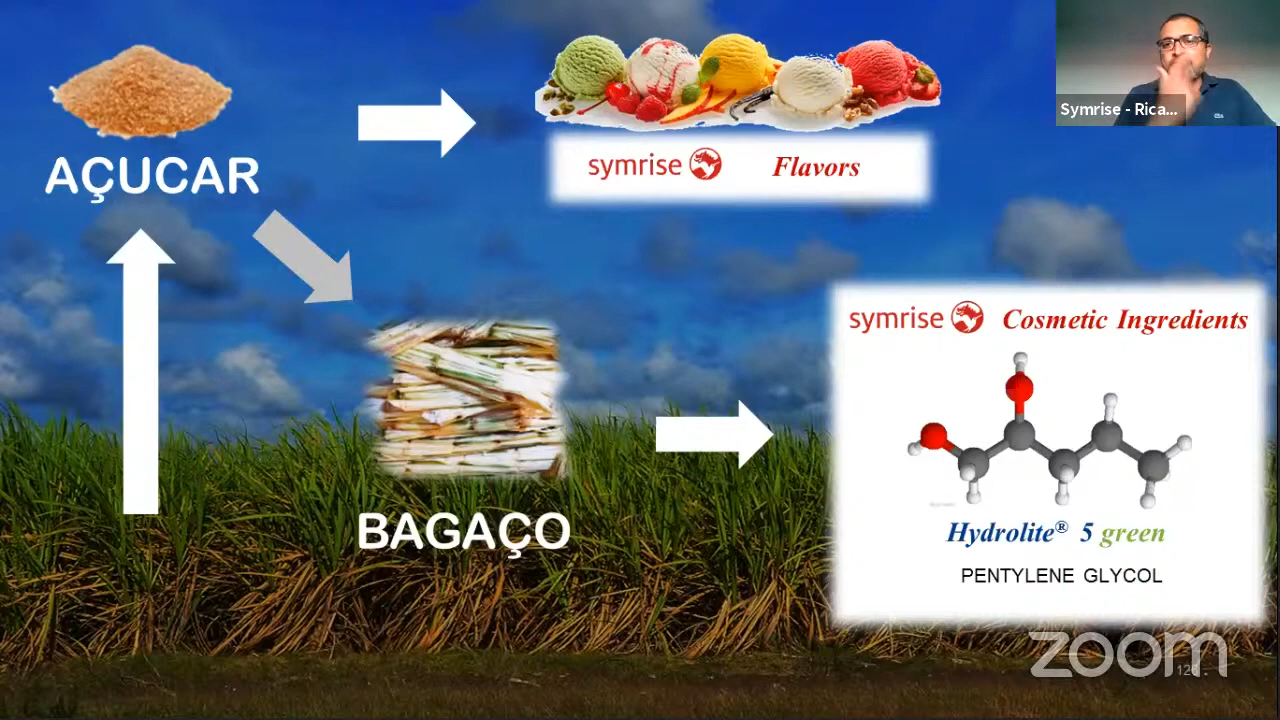 AÇUCAR
symrise Flavors
Symrise - Rica...
BAGAÇO
symrise Cosmetic Ingredients
Hydrolite® 5 green
PENTYLENE GLYCOL
zoom